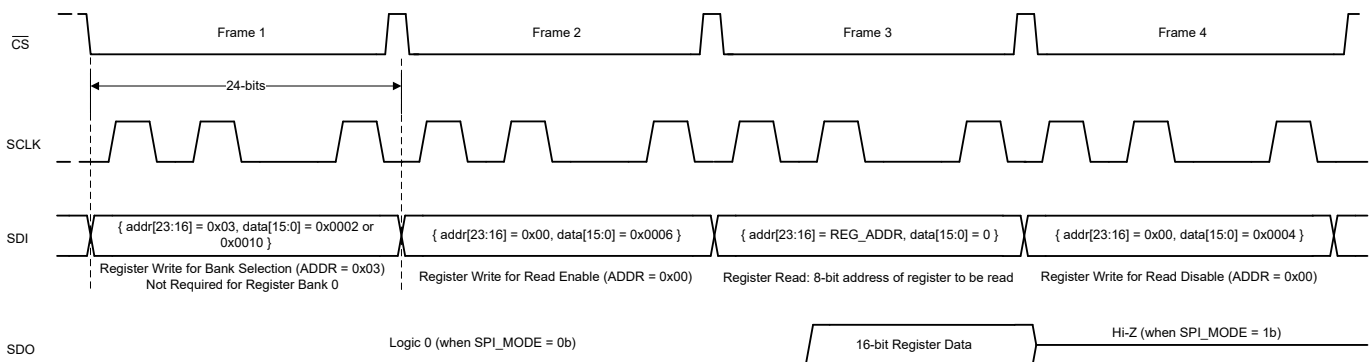 CS
Frame 1
Frame 2
Frame 3
Frame 4
24-bits
SCLK
SDI
{ addr[23:16] = 0x03, data[15:0] = 0x0002 or
0x0010 }
{ addr[23:16] = 0x00, data[15:0] = 0x0006 }
{ addr[23:16] = REG_ADDR, data[15:0] = 0 }
{ addr[23:16] = 0x00, data[15:0] = 0x0004 }
Register Write for Bank Selection (ADDR = 0x03)
Not Required for Register Bank 0
Register Write for Read Enable (ADDR = 0x00)
Register Read: 8-bit address of register to be read
Register Write for Read Disable (ADDR = 0x00)
SDO
Logic 0 (when SPI_MODE = 0b)
16-bit Register Data
Hi-Z (when SPI_MODE = 1b)